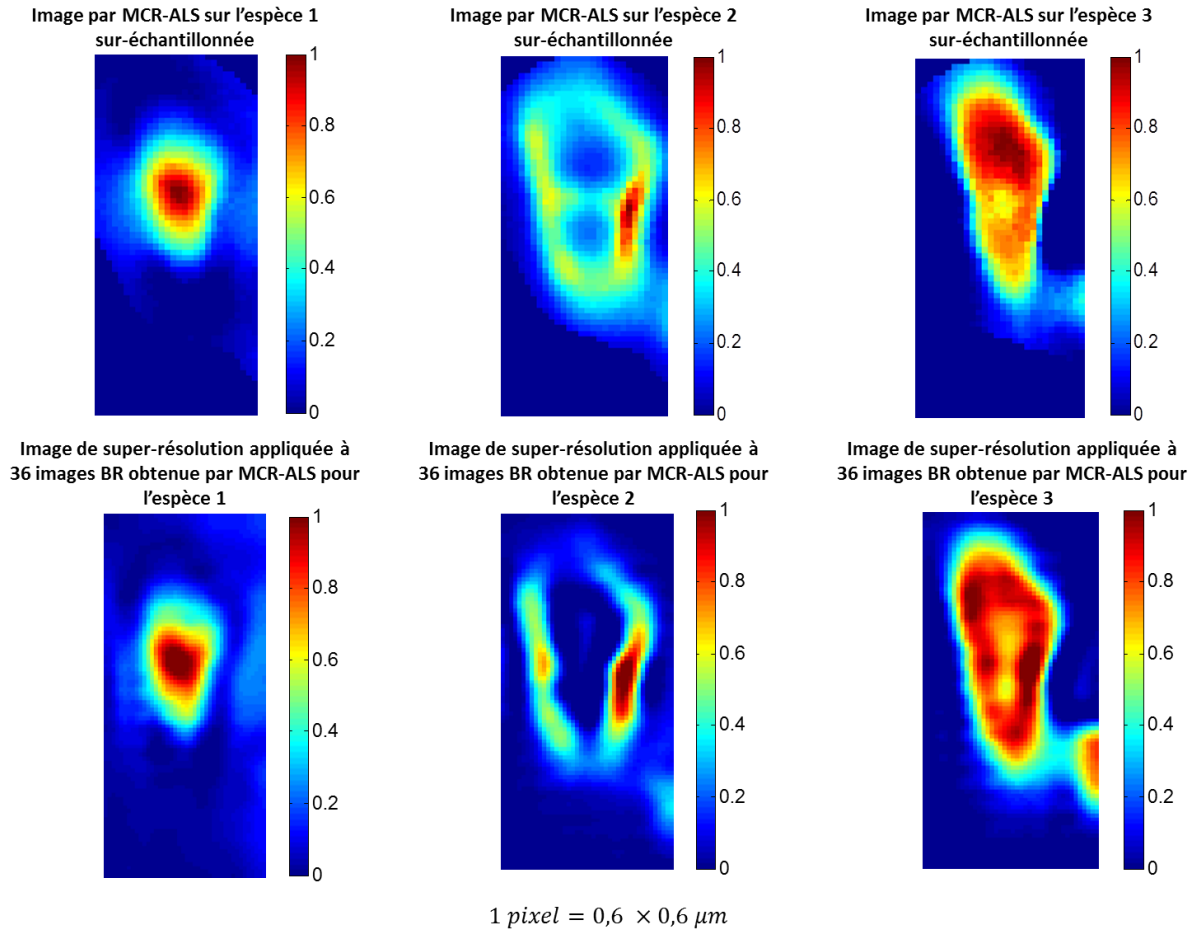 Image par MCR-ALS sur l'espèce 1
sur-échantillonnée
1
0.8
0.6
0.4
0.2
0
Image par MCR-ALS sur l'espèce 2
sur-échantillonnée
1
0.8
0.6
0.4
0.2
0
Image par MCR-ALS sur l'espèce 3
sur-échantillonnée
1
0.8
0.6
0.4
0.2
0
Image de super-résolution appliquée à
36 images BR obtenue par MCR-ALS pour
l'espèce 1
1
0.8
0.6
0.4
0.2
0
Image de super-résolution appliquée à
36 images BR obtenue par MCR-ALS pour
l'espèce 2
1
0.8
0.6
0.4
0.2
0
Image de super-résolution appliquée à
36 images BR obtenue par MCR-ALS pour
l'espèce 3
1
0.8
0.6
0.4
0.2
0
1 pixel = 0,6 × 0,6 µm